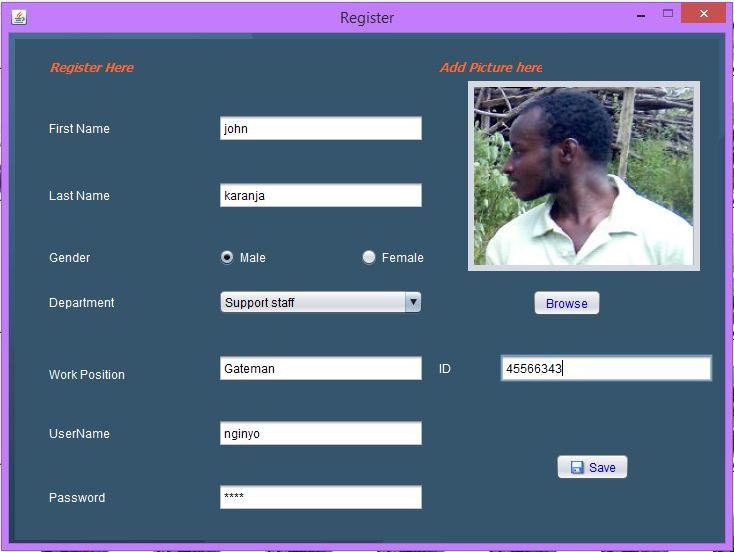 Register
Register Here
Add Picture here
First Name john
Last Name karanja
Gender Male Female
Department Support staff
Browse
Work Position Gateman
ID 45566343
UserName nginyo
Save
Password ****